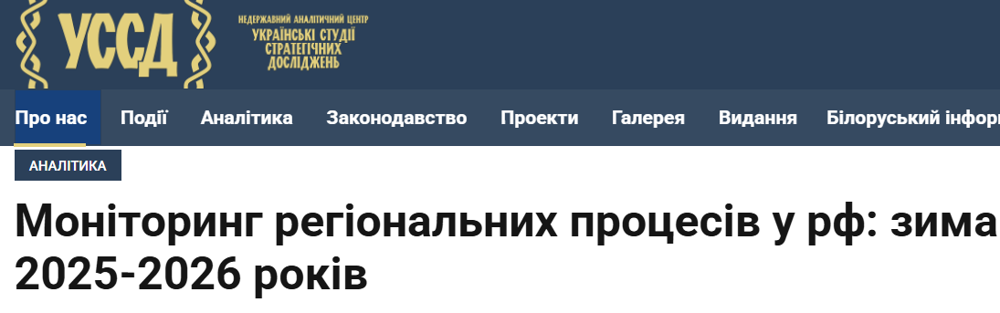 УССД
НЕДЕРЖАВНИЙ АНАЛІТИЧНИЙ ЦЕНТР
УКРАЇНСЬКІ СТУДІЇ
СТРАТЕГІЧНИХ
ДОСЛІДЖЕНЬ
Про нас Події Аналітика Законодавство Проекти Галерея Видання Білоруський інфор
АНАЛІТИКА
Моніторинг регіональних процесів у рф: зима
2025-2026 років